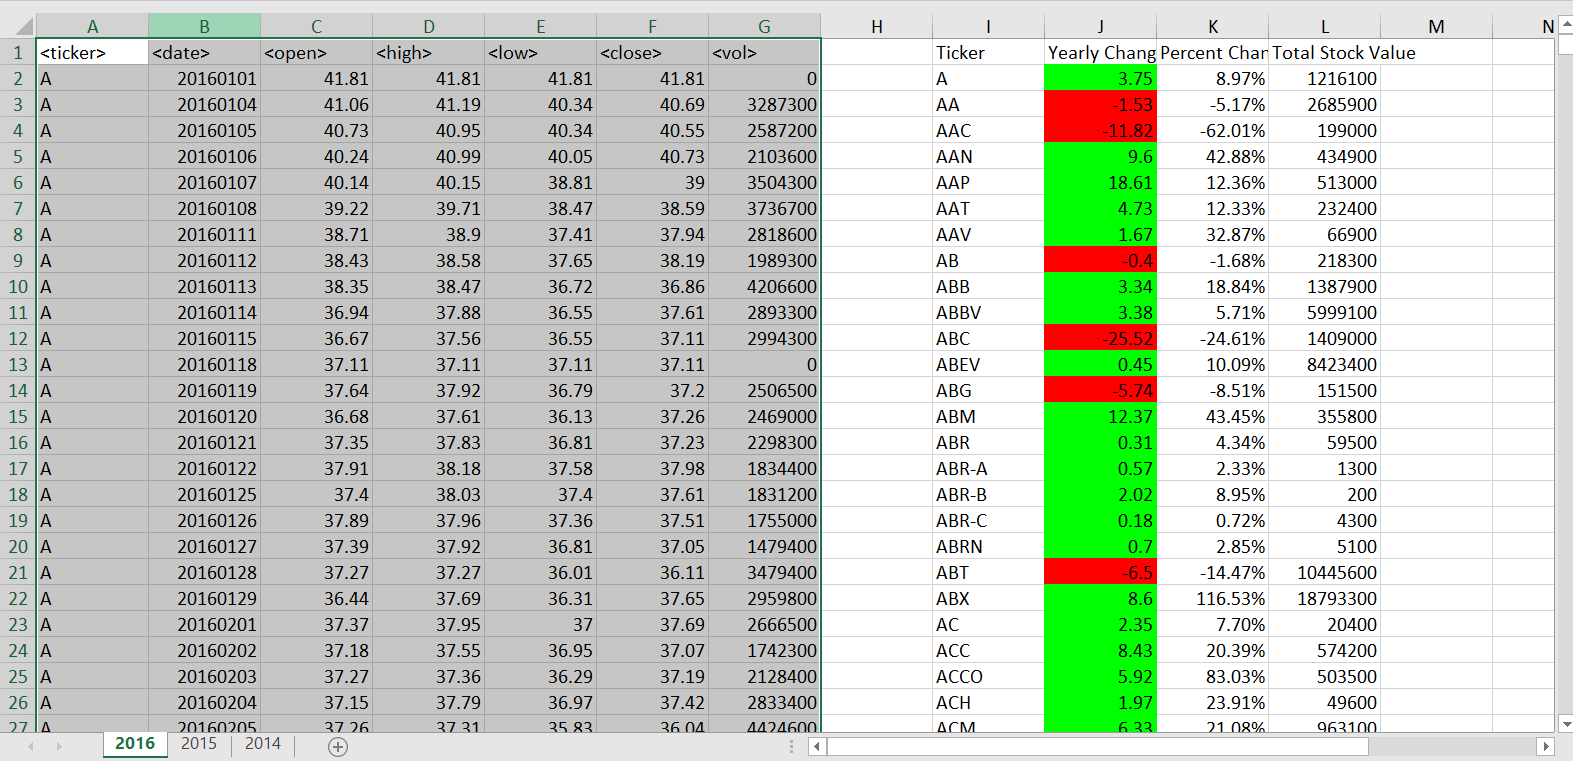 A B C D E F G H I J K L M N
1 <ticker> <date> <open> <high> <low> <close> <vol> Ticker Yearly Chang Percent Chan Total Stock Value
2 A 20160101 41.81 41.81 41.81 41.81 0 A 3.75 8.97% 1216100
3 A 20160104 41.06 41.19 40.34 40.69 3287300 AA -1.53 -5.17% 2685900
4 A 20160105 40.73 40.95 40.34 40.55 2587200 AAC -11.82 -62.01% 199000
5 A 20160106 40.24 40.99 40.05 40.73 2103600 AAN 9.6 42.88% 434900
6 A 20160107 40.14 40.15 38.81 39 3504300 AAP 18.61 12.36% 513000
7 A 20160108 39.22 39.71 38.47 38.59 3736700 AAT 4.73 12.33% 232400
8 A 20160111 38.71 38.9 37.41 37.94 2818600 AAV 1.67 32.87% 66900
9 A 20160112 38.43 38.58 37.65 38.19 1989300 AB -0.4 -1.68% 218300
10 A 20160113 38.35 38.47 36.72 36.86 4206600 ABB 3.34 18.84% 1387900
11 A 20160114 36.94 37.88 36.55 37.61 2893300 ABBV 3.38 5.71% 5999100
12 A 20160115 36.67 37.56 36.55 37.11 2994300 ABC -25.52 -24.61% 1409000
13 A 20160118 37.11 37.11 37.11 37.11 0 ABEV 0.45 10.09% 8423400
14 A 20160119 37.64 37.92 36.79 37.2 2506500 ABG -5.74 -8.51% 151500
15 A 20160120 36.68 37.61 36.13 37.26 2469000 ABM 12.37 43.45% 355800
16 A 20160121 37.35 37.83 36.81 37.23 2298300 ABR 0.31 4.34% 59500
17 A 20160122 37.91 38.18 37.58 37.98 1834400 ABR-A 0.57 2.33% 1300
18 A 20160125 37.4 38.03 37.4 37.61 1831200 ABR-B 2.02 8.95% 200
19 A 20160126 37.89 37.96 37.36 37.51 1755000 ABR-C 0.18 0.72% 4300
20 A 20160127 37.39 37.92 36.81 37.05 1479400 ABRN 0.7 2.85% 5100
21 A 20160128 37.27 37.27 36.01 36.11 3479400 ABT -6.5 -14.47% 10445600
22 A 20160129 36.44 37.69 36.31 37.65 2959800 ABX 8.6 116.53% 18793300
23 A 20160201 37.37 37.95 37 37.69 2666500 AC 2.35 7.70% 20400
24 A 20160202 37.18 37.55 36.95 37.07 1742300 ACC 8.43 20.39% 574200
25 A 20160203 37.27 37.36 36.29 37.19 2128400 ACCO 5.92 83.03% 503500
26 A 20160204 37.15 37.79 36.97 37.42 2833400 ACH 1.97 23.91% 49600
27 A 20160205 37.26 37.31 35.83 36.04 4424600 ACM 6.33 21.08% 963100
2016 2015 2014